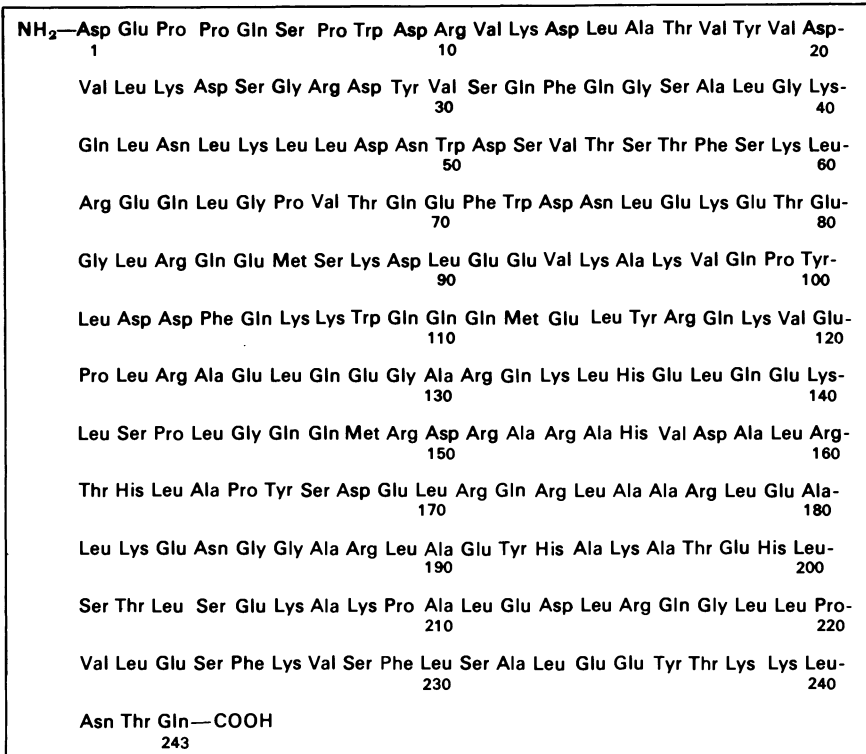 NH₂—Asp Glu Pro Pro Gln Ser Pro Trp Asp Arg Val Lys Asp Leu Ala Thr Val Tyr Val Asp-
1 10 20
Val Leu Lys Asp Ser Gly Arg Asp Tyr Val Ser Gln Phe Gln Gly Ser Ala Leu Gly Lys-
30 40
Gln Leu Asn Leu Lys Leu Leu Asp Asn Trp Asp Ser Val Thr Ser Thr Phe Ser Lys Leu-
50 60
Arg Glu Gln Leu Gly Pro Val Thr Gln Glu Phe Trp Asp Asn Leu Glu Lys Glu Thr Glu-
70 80
Gly Leu Arg Gln Glu Met Ser Lys Asp Leu Glu Glu Val Lys Ala Lys Val Gln Pro Tyr-
90 100
Leu Asp Asp Phe Gln Lys Lys Trp Gln Gln Gln Met Glu Leu Tyr Arg Gln Lys Val Glu-
110 120
Pro Leu Arg Ala Glu Leu Gln Glu Gly Ala Arg Gln Lys Leu His Glu Leu Gln Glu Lys-
130 140
Leu Ser Pro Leu Gly Gln Gln Met Arg Asp Arg Ala Arg Ala His Val Asp Ala Leu Arg-
150 160
Thr His Leu Ala Pro Tyr Ser Asp Glu Leu Arg Gln Arg Leu Ala Ala Arg Leu Glu Ala-
170 180
Leu Lys Glu Asn Gly Gly Ala Arg Leu Ala Glu Tyr His Ala Lys Ala Thr Glu His Leu-
190 200
Ser Thr Leu Ser Glu Lys Ala Lys Pro Ala Leu Glu Asp Leu Arg Gln Gly Leu Leu Pro-
210 220
Val Leu Glu Ser Phe Lys Val Ser Phe Leu Ser Ala Leu Glu Glu Tyr Thr Lys Lys Leu-
230 240
Asn Thr Gln—COOH
243